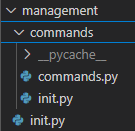 management
commands
__pycache__
commands.py
init.py
init.py